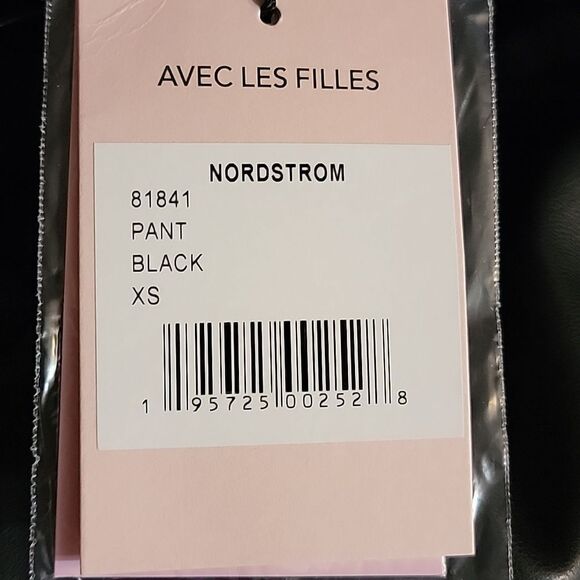 AVEC LES FILLES
NORDSTROM
81841
PANT
BLACK
XS
1 95725 00252 8